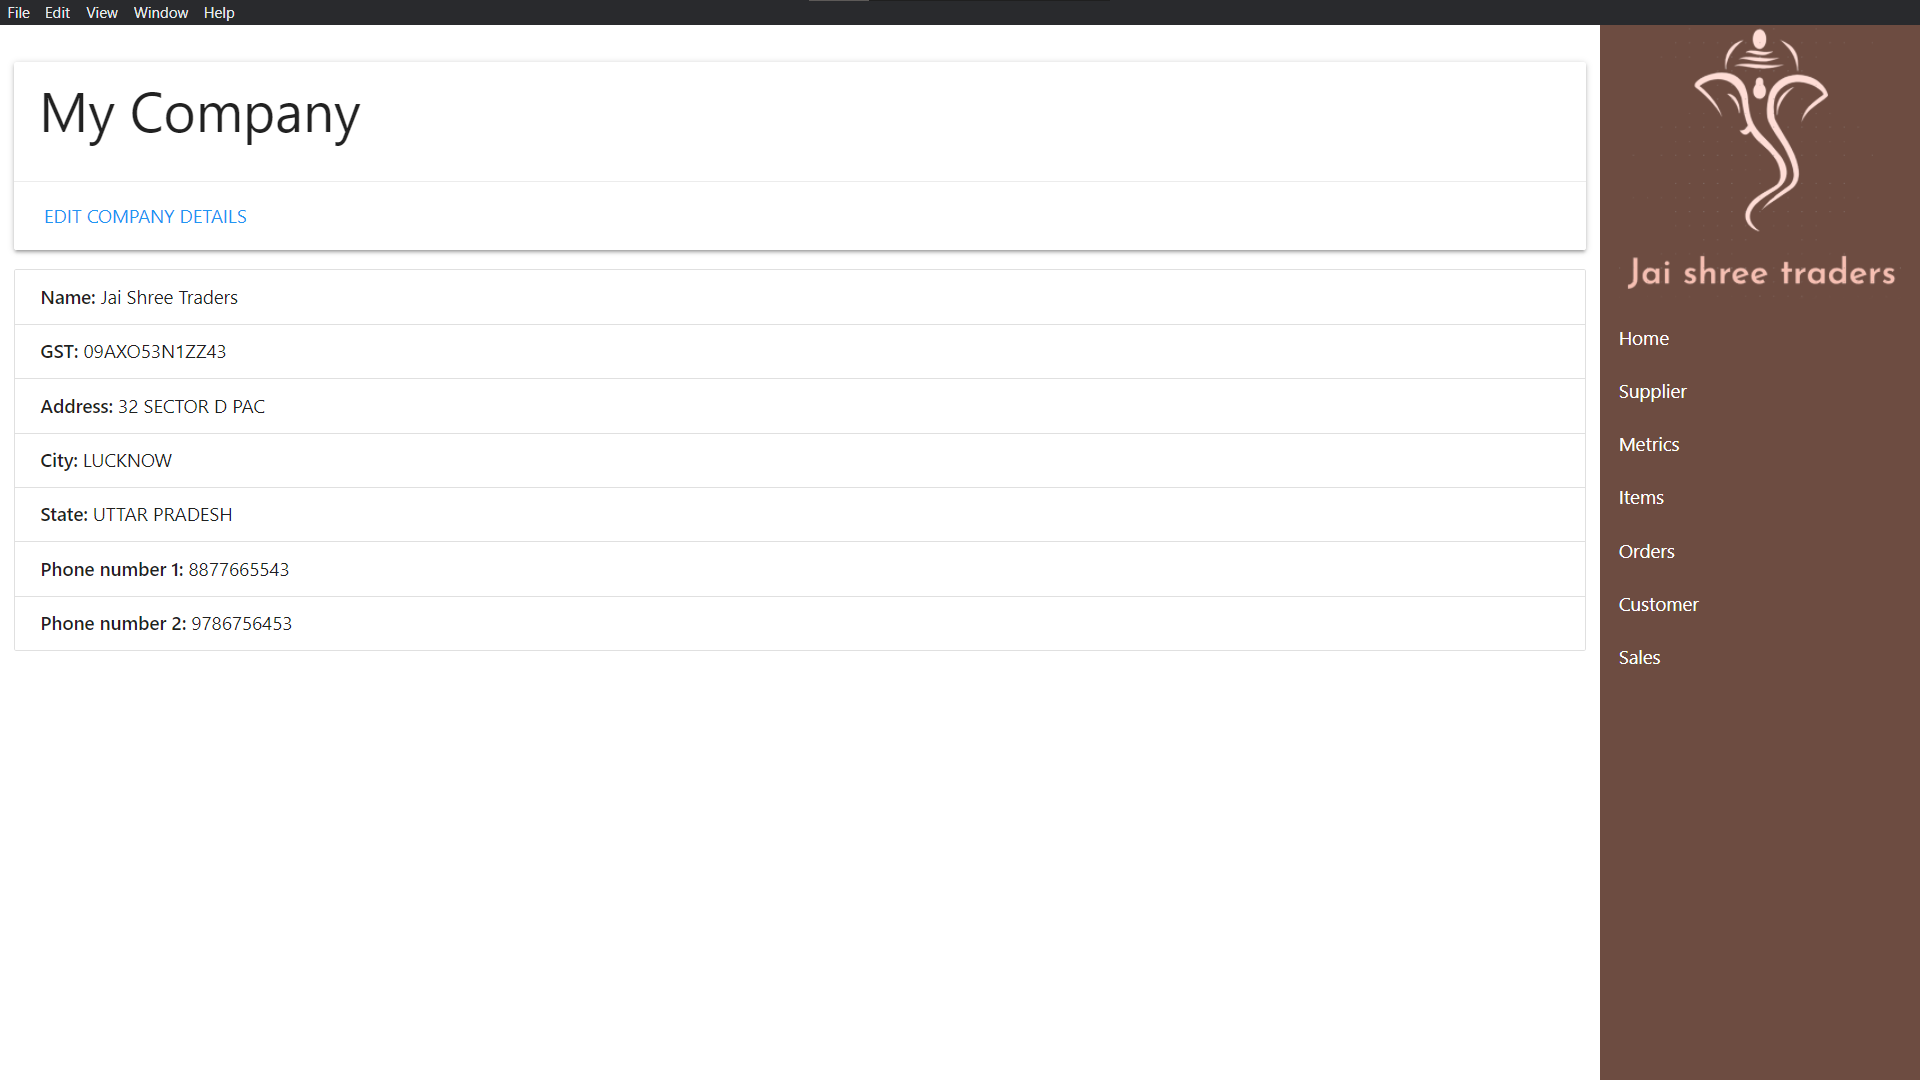 File Edit View Window Help
My Company
EDIT COMPANY DETAILS
Name: Jai Shree Traders
GST: 09AXO53N1ZZ43
Address: 32 SECTOR D PAC
City: LUCKNOW
State: UTTAR PRADESH
Phone number 1: 8877665543
Phone number 2: 9786756453
Jai shree traders
Home
Supplier
Metrics
Items
Orders
Customer
Sales